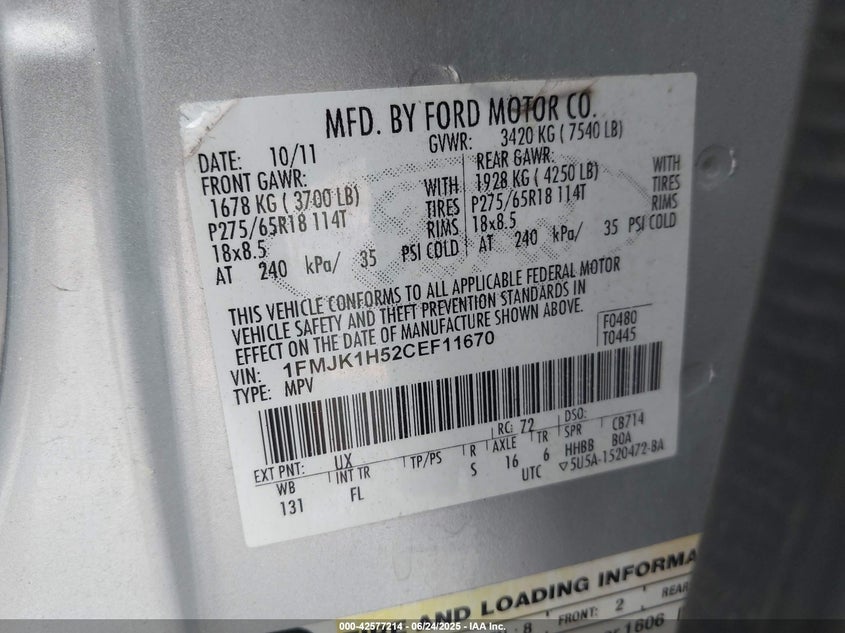 MFD. BY FORD MOTOR CO.
DATE: 10/11
GVWR: 3420 KG ( 7540 LB)
FRONT GAWR:
1678 KG ( 3700 LB) WITH
P275/65R18 114T TIRES
18x8.5 RIMS
AT 240 kPa/ 35 PSI COLD
REAR GAWR: WITH
1928 KG ( 4250 LB) TIRES
P275/65R18 114T RIMS
18x8.5
AT 240 kPa/ 35 PSI COLD
THIS VEHICLE CONFORMS TO ALL APPLICABLE FEDERAL MOTOR
VEHICLE SAFETY AND THEFT PREVENTION STANDARDS IN
EFFECT ON THE DATE OF MANUFACTURE SHOWN ABOVE.
VIN: 1FMJK1H52CEF11670
TYPE: MPV
F0480
T0445
EXT PNT: UX RC: 72 DSO:
WB INT TR TP/PS R AXLE TR SPR CB714
131 FL S 16 6 HHBB BOA
UTC ▽5U5A-1520472-BA
AND LOADING INFORMA
8 FRONT: 2 REAR
1606
000-42577214 - 06/24/2025 - IAA Inc.